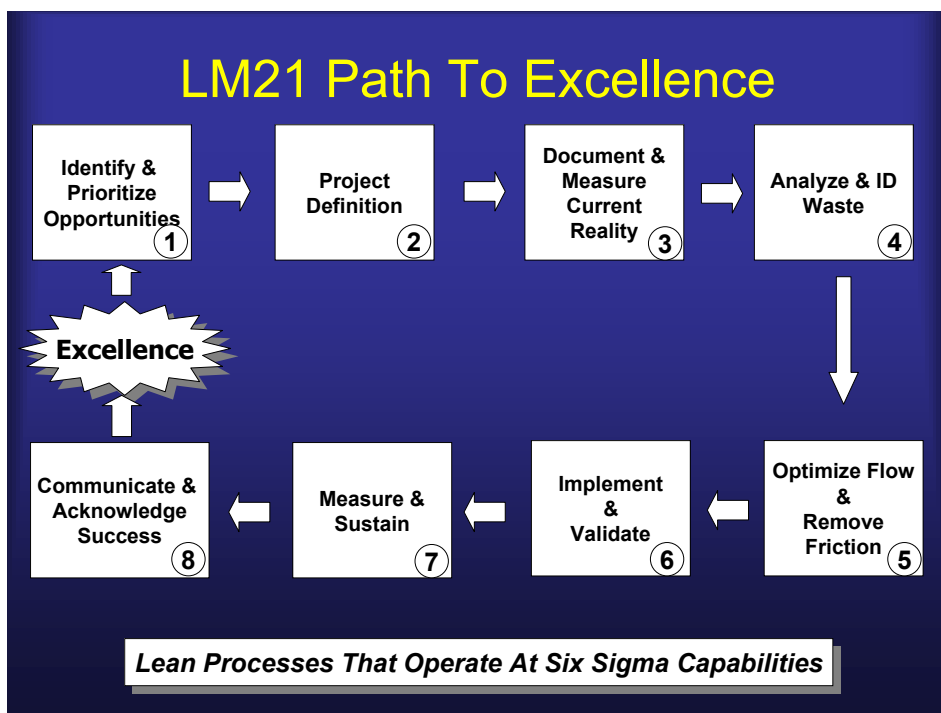 LM21 Path To Excellence
Identify &
Prioritize
Opportunities
1
Project
Definition
2
Document &
Measure
Current
Reality
3
Analyze & ID
Waste
4
Excellence
Communicate &
Acknowledge
Success
8
Measure &
Sustain
7
Implement
&
Validate
6
Optimize Flow
&
Remove
Friction
5
Lean Processes That Operate At Six Sigma Capabilities